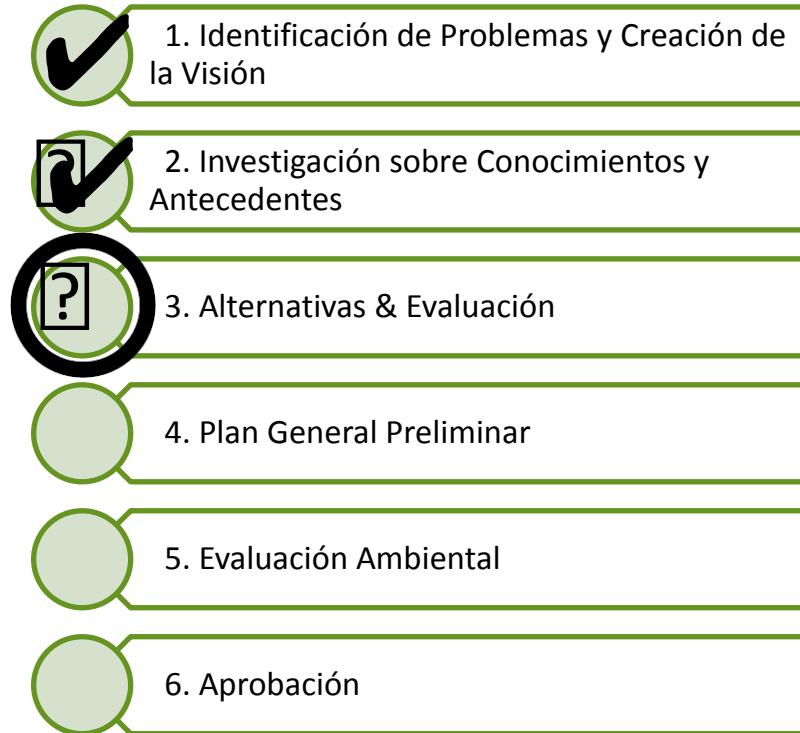 1. Identificación de Problemas y Creación de
la Visión
2. Investigación sobre Conocimientos y
Antecedentes
3. Alternativas & Evaluación
4. Plan General Preliminar
5. Evaluación Ambiental
6. Aprobación